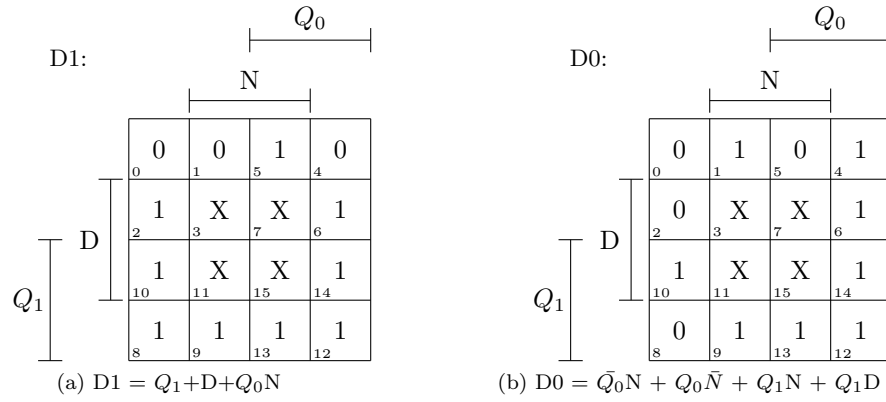 Q₀ Q₀
D1: D0:
N N
0 0 1 0 0 1 0 1
0 1 5 4 0 1 5 4
1 X X 1 0 X X 1
2 3 7 6 2 3 7 6
D D
1 X X 1 1 X X 1
10 11 15 14 10 11 15 14
Q₁ Q₁
1 1 1 1 0 1 1 1
8 9 13 12 8 9 13 12
(a) D1 = Q₁+D+Q₀N (b) D0 = Q̄₀N + Q₀N̄ + Q₁N + Q₁D